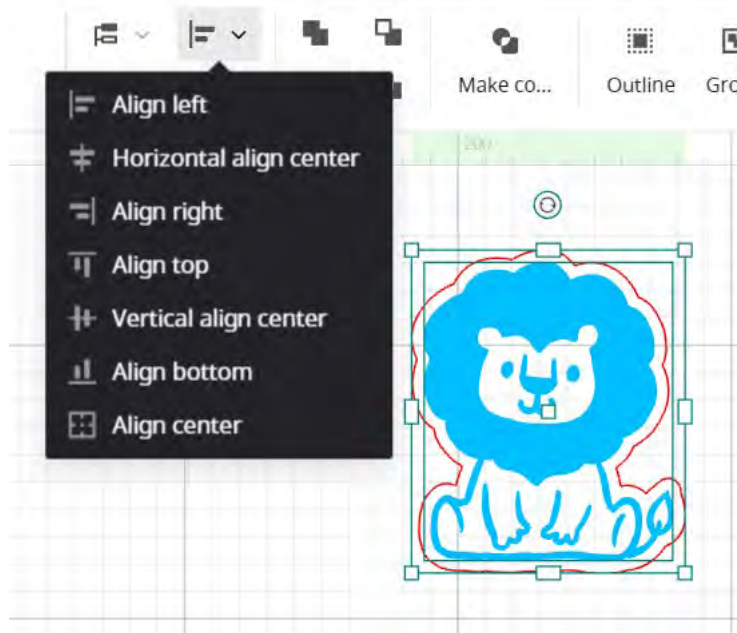 Make co...
Outline
Gro
Align left
Horizontal align center
Align right
Align top
Vertical align center
Align bottom
Align center
200